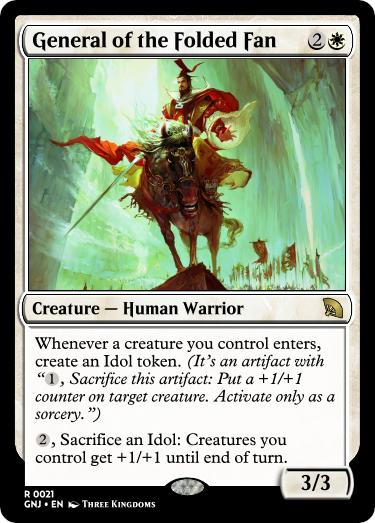 General of the Folded Fan 2
Creature — Human Warrior
Whenever a creature you control enters,
create an Idol token. (It's an artifact with
“1, Sacrifice this artifact: Put a +1/+1
counter on target creature. Activate only as
a sorcery.”)
2, Sacrifice an Idol: Creatures you
control get +1/+1 until end of turn.
3/3
R 0021
GNJ • EN Three Kingdoms